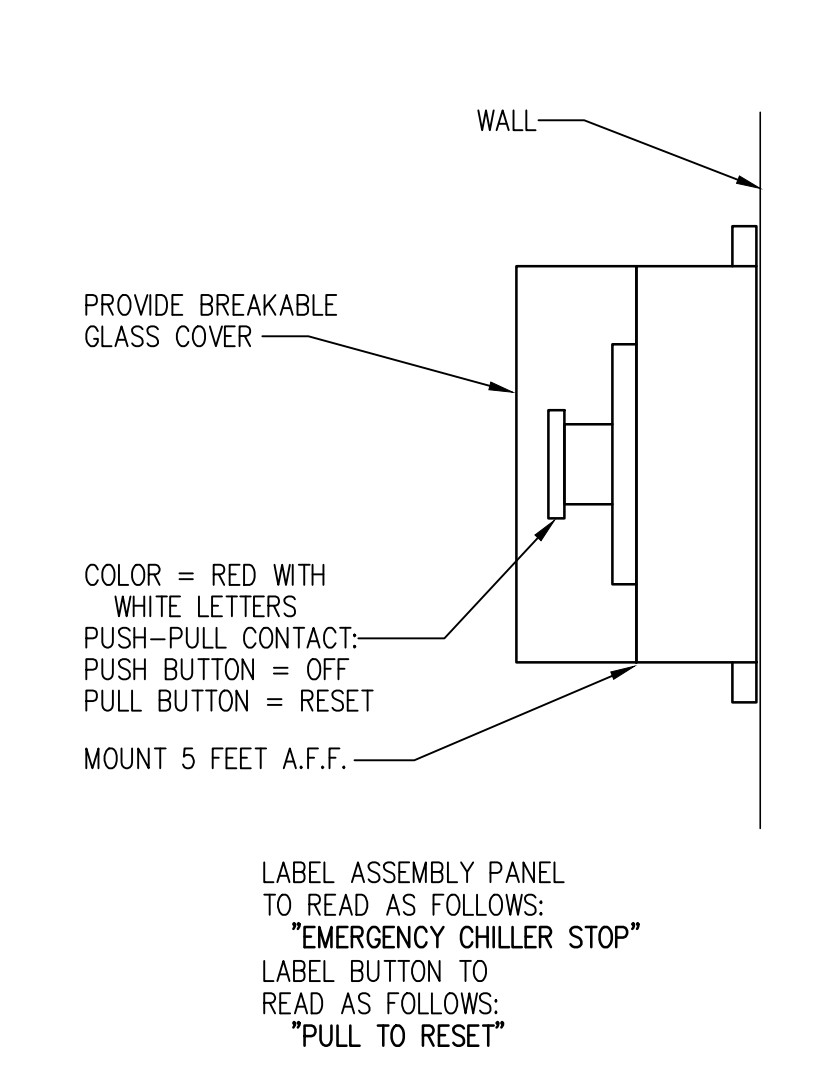 WALL
PROVIDE BREAKABLE
GLASS COVER
COLOR = RED WITH
WHITE LETTERS
PUSH-PULL CONTACT:
PUSH BUTTON = OFF
PULL BUTTON = RESET
MOUNT 5 FEET A.F.F.
LABEL ASSEMBLY PANEL
TO READ AS FOLLOWS:
"EMERGENCY CHILLER STOP"
LABEL BUTTON TO
READ AS FOLLOWS:
"PULL TO RESET"